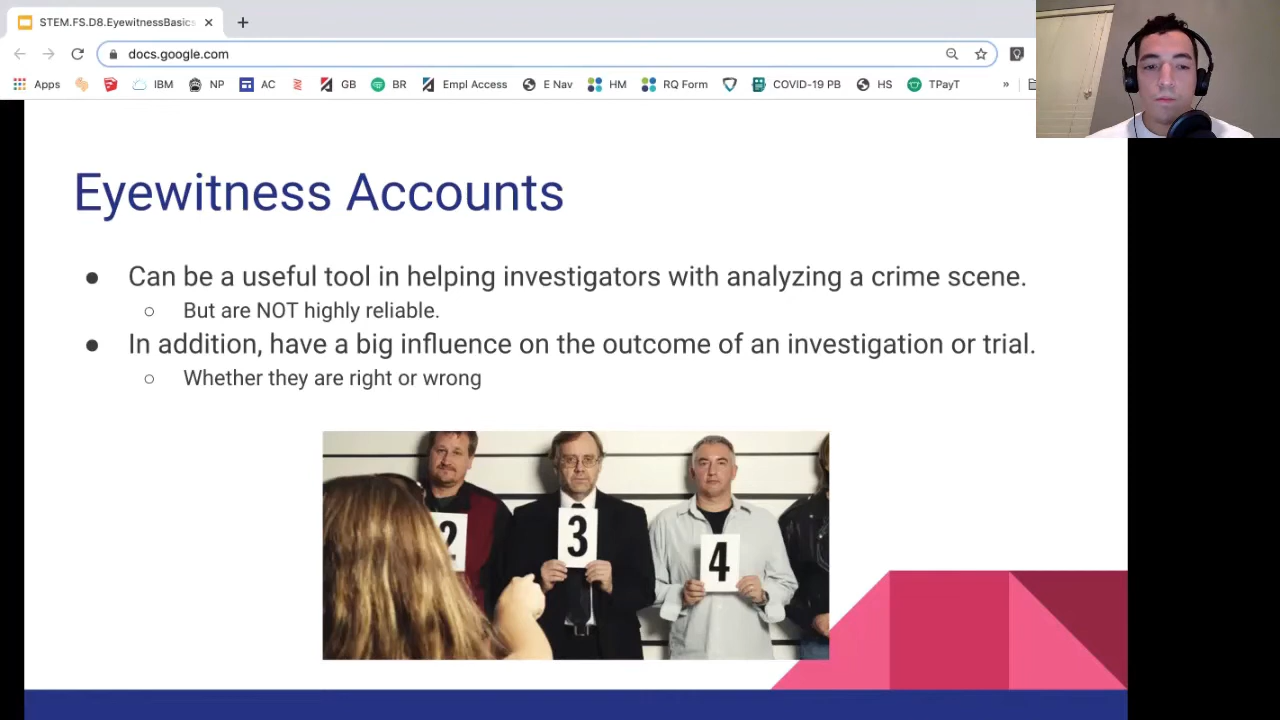 STEM.FS.D8.EyewitnessBasics
docs.google.com
Apps IBM NP AC GB BR Empl Access E Nav HM RQ Form COVID-19 PB HS TPayT »
Eyewitness Accounts
● Can be a useful tool in helping investigators with analyzing a crime scene.
○ But are NOT highly reliable.
● In addition, have a big influence on the outcome of an investigation or trial.
○ Whether they are right or wrong
2 3 4